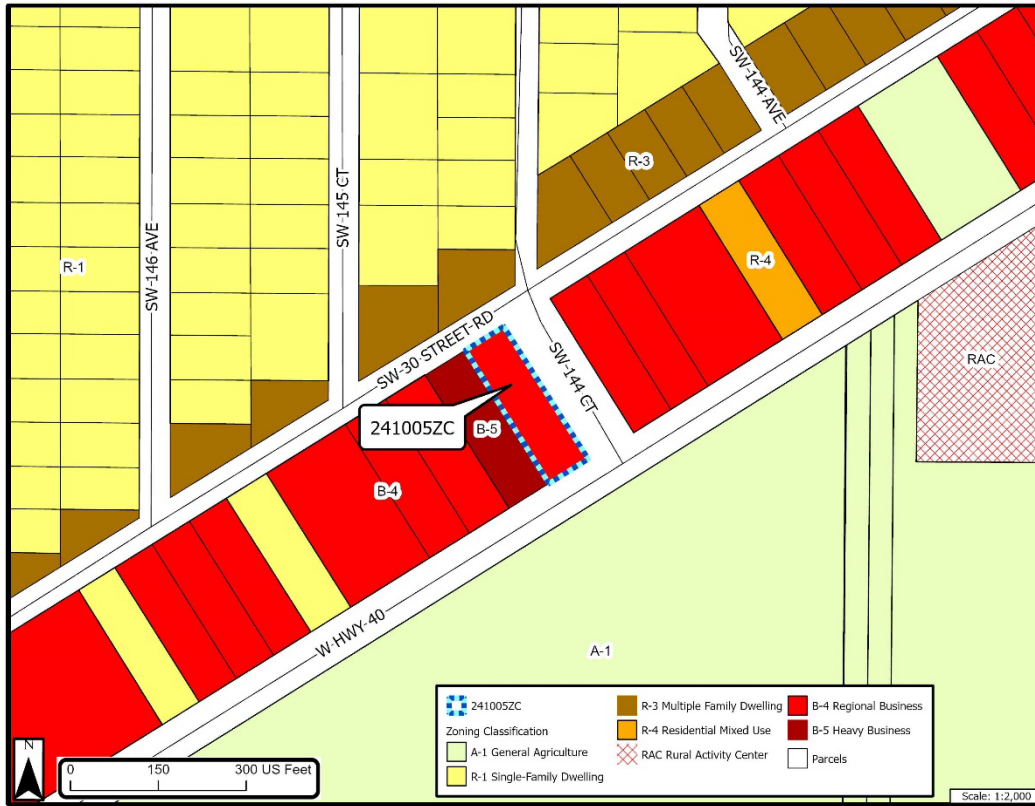 SW 144 AVE
R-3
SW 145 CT
SW 146 AVE
R-1
R-4
SW 30 STREET RD
SW 144 CT
RAC
241005ZC
B-5
B-4
W HWY 40
A-1
241005ZC
Zoning Classification
A-1 General Agriculture
R-1 Single-Family Dwelling
R-3 Multiple Family Dwelling
R-4 Residential Mixed Use
RAC Rural Activity Center
B-4 Regional Business
B-5 Heavy Business
Parcels
N
0 150 300 US Feet
Scale: 1:2,000